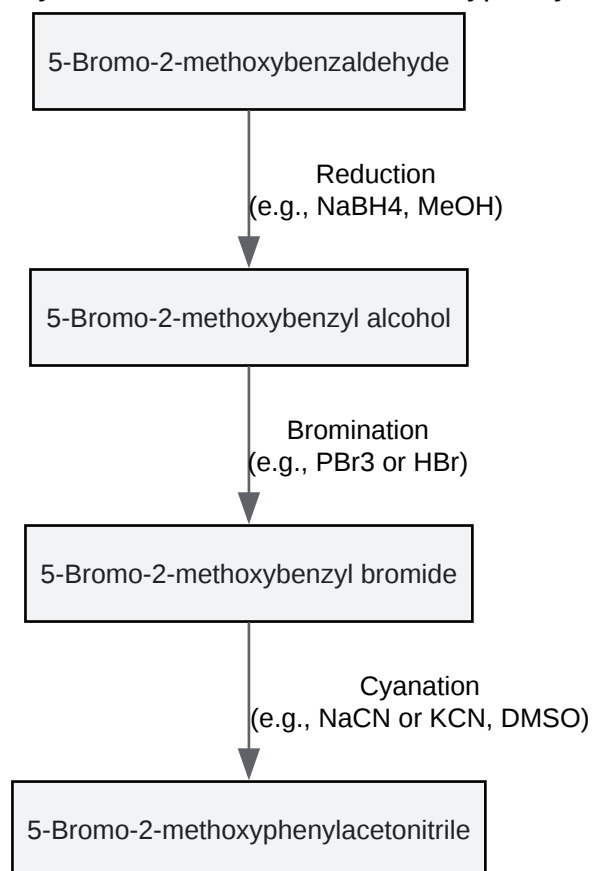 5-Bromo-2-methoxybenzaldehyde
Reduction
(e.g., NaBH4, MeOH)
5-Bromo-2-methoxybenzyl alcohol
Bromination
(e.g., PBr3 or HBr)
5-Bromo-2-methoxybenzyl bromide
Cyanation
(e.g., NaCN or KCN, DMSO)
5-Bromo-2-methoxyphenylacetonitrile